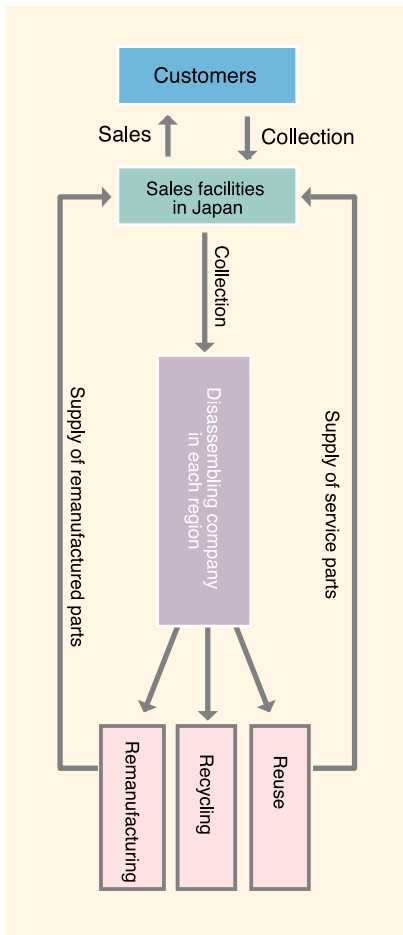 Customers
Sales
Collection
Sales facilities
in Japan
Collection
Disassembling company
in each region
Supply of remanufactured parts
Supply of service parts
Remanufacturing
Recycling
Reuse